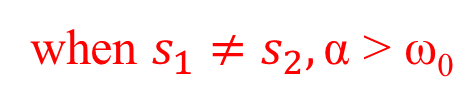 when s₁ ≠ s₂, α > ω₀